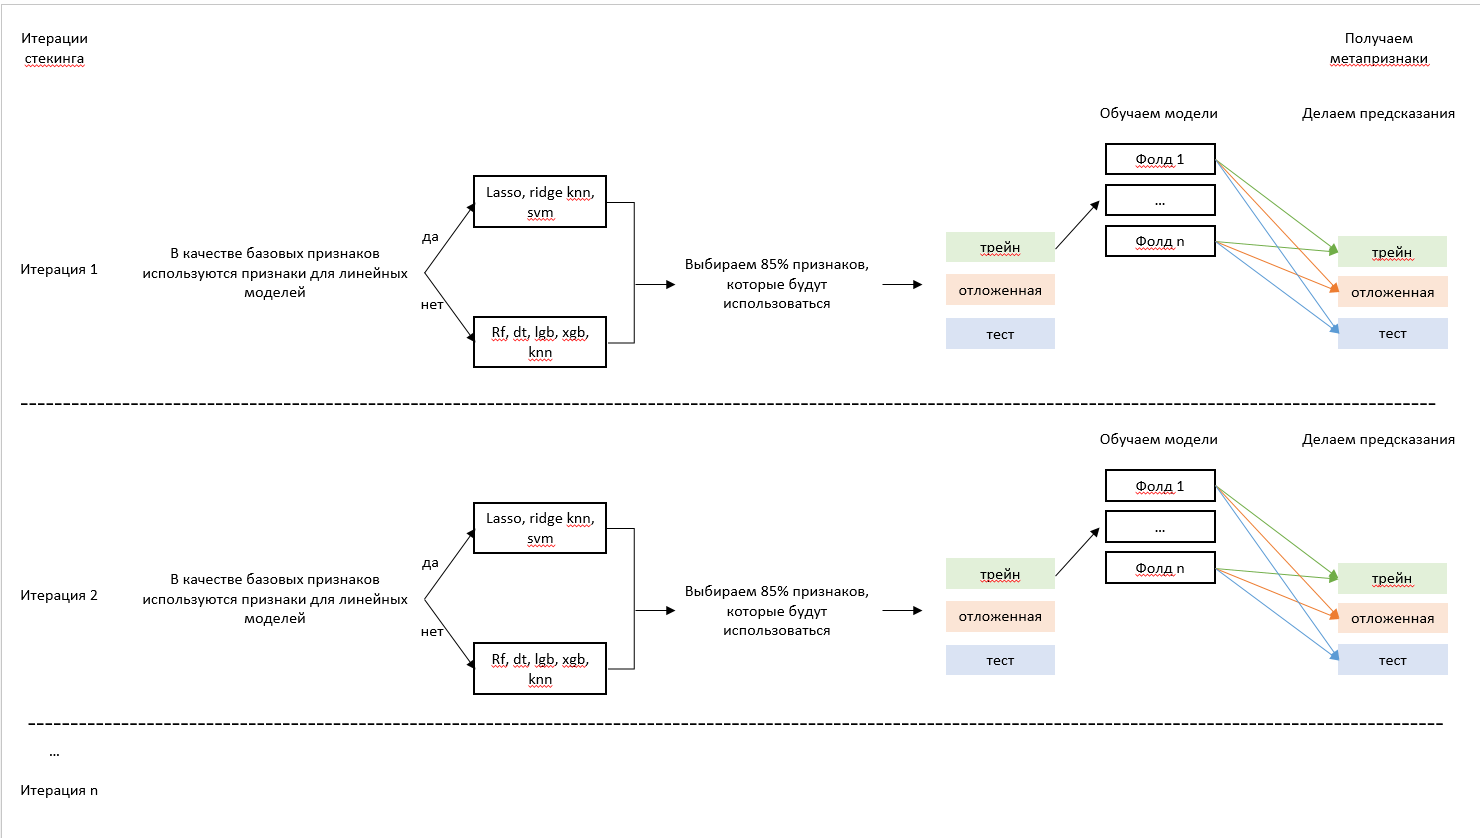 Итерации
стекинга
Получаем
метапризнаки
Обучаем модели
Делаем предсказания
Итерация 1
В качестве базовых признаков
используются признаки для линейных
моделей
да
нет
Lasso, ridge knn,
svm
Rf, dt, lgb, xgb,
knn
Выбираем 85% признаков,
которые будут
использоваться
трейн
отложенная
тест
Фолд 1
...
Фолд n
трейн
отложенная
тест
Обучаем модели
Делаем предсказания
Итерация 2
В качестве базовых признаков
используются признаки для линейных
моделей
да
нет
Lasso, ridge knn,
svm
Rf, dt, lgb, xgb,
knn
Выбираем 85% признаков,
которые будут
использоваться
трейн
отложенная
тест
Фолд 1
...
Фолд n
трейн
отложенная
тест
...
Итерация n